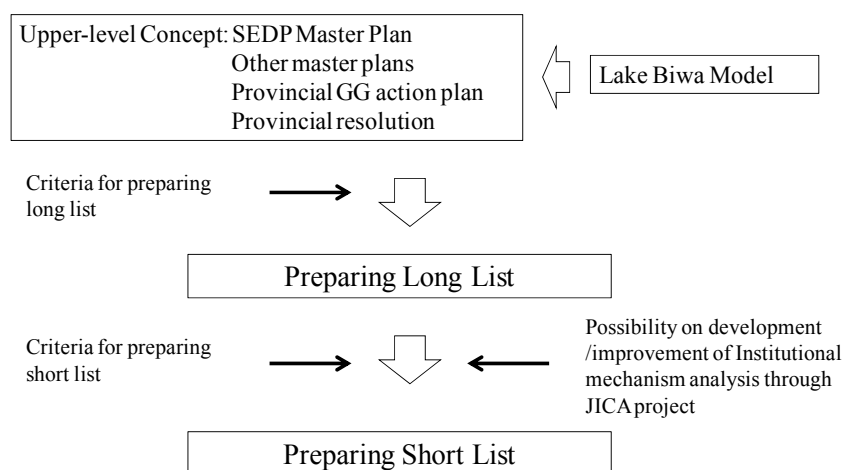 Upper-level Concept: SEDP Master Plan
Other master plans
Provincial GG action plan
Provincial resolution
Lake Biwa Model
Criteria for preparing
long list
Preparing Long List
Criteria for preparing
short list
Possibility on development
/improvement of Institutional
mechanism analysis through
JICA project
Preparing Short List